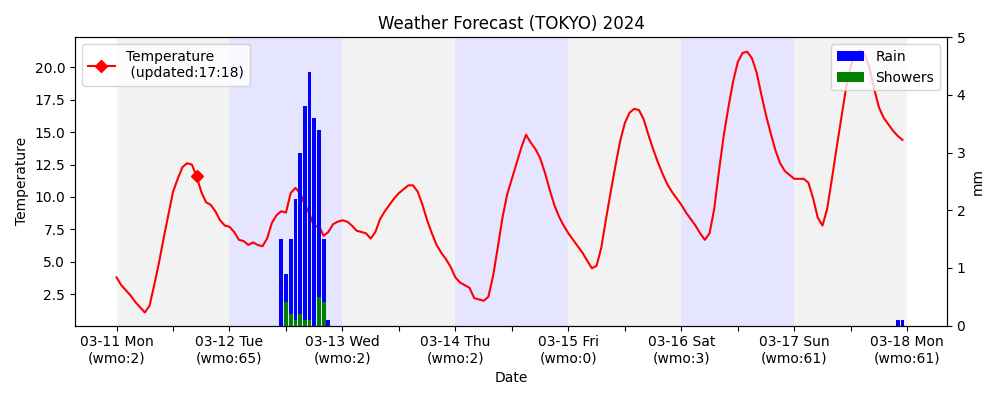 Weather Forecast (TOKYO) 2024
Temperature
(updated:17:18)
Rain
Showers
Temperature
20.0
17.5
15.0
12.5
10.0
7.5
5.0
2.5
5
4
3
2
1
0
mm
03-11 Mon
(wmo:2)
03-12 Tue
(wmo:65)
03-13 Wed
(wmo:2)
03-14 Thu
(wmo:2)
03-15 Fri
(wmo:0)
03-16 Sat
(wmo:3)
03-17 Sun
(wmo:61)
03-18 Mon
(wmo:61)
Date